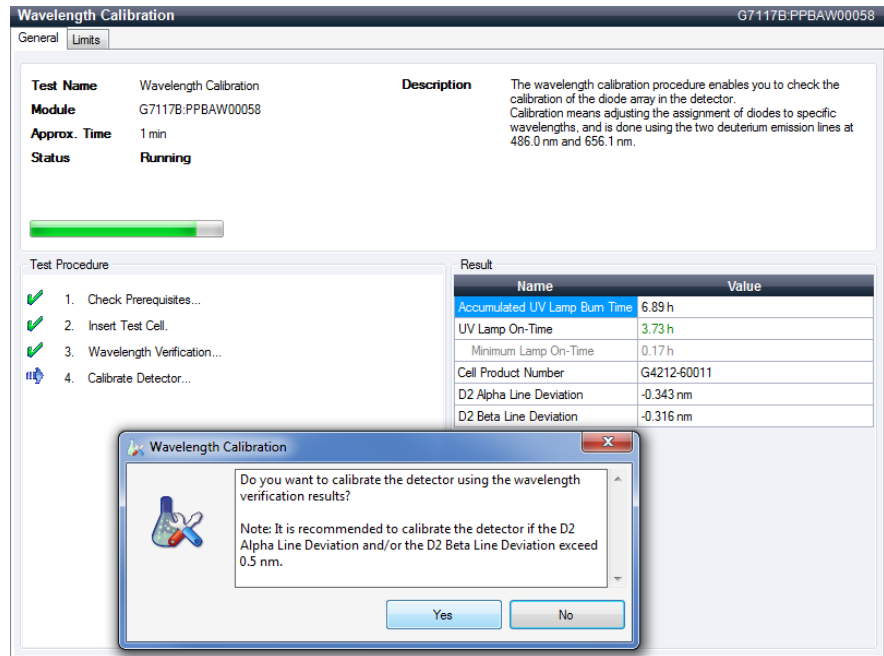 Wavelength Calibration G7117B:PPBAW00058
General Limits
Test Name Wavelength Calibration
Module G7117B:PPBAW00058
Approx. Time 1 min
Status Running
Description The wavelength calibration procedure enables you to check the
calibration of the diode array in the detector.
Calibration means adjusting the assignment of diodes to specific
wavelengths, and is done using the two deuterium emission lines at
486.0 nm and 656.1 nm.
Test Procedure
1. Check Prerequisites...
2. Insert Test Cell.
3. Wavelength Verification...
4. Calibrate Detector...
Result
Name Value
Accumulated UV Lamp Burn Time 6.89 h
UV Lamp On-Time 3.73 h
Minimum Lamp On-Time 0.17 h
Cell Product Number G4212-60011
D2 Alpha Line Deviation -0.343 nm
D2 Beta Line Deviation -0.316 nm
Wavelength Calibration
Do you want to calibrate the detector using the wavelength
verification results?
Note: It is recommended to calibrate the detector if the D2
Alpha Line Deviation and/or the D2 Beta Line Deviation exceed
0.5 nm.
Yes No